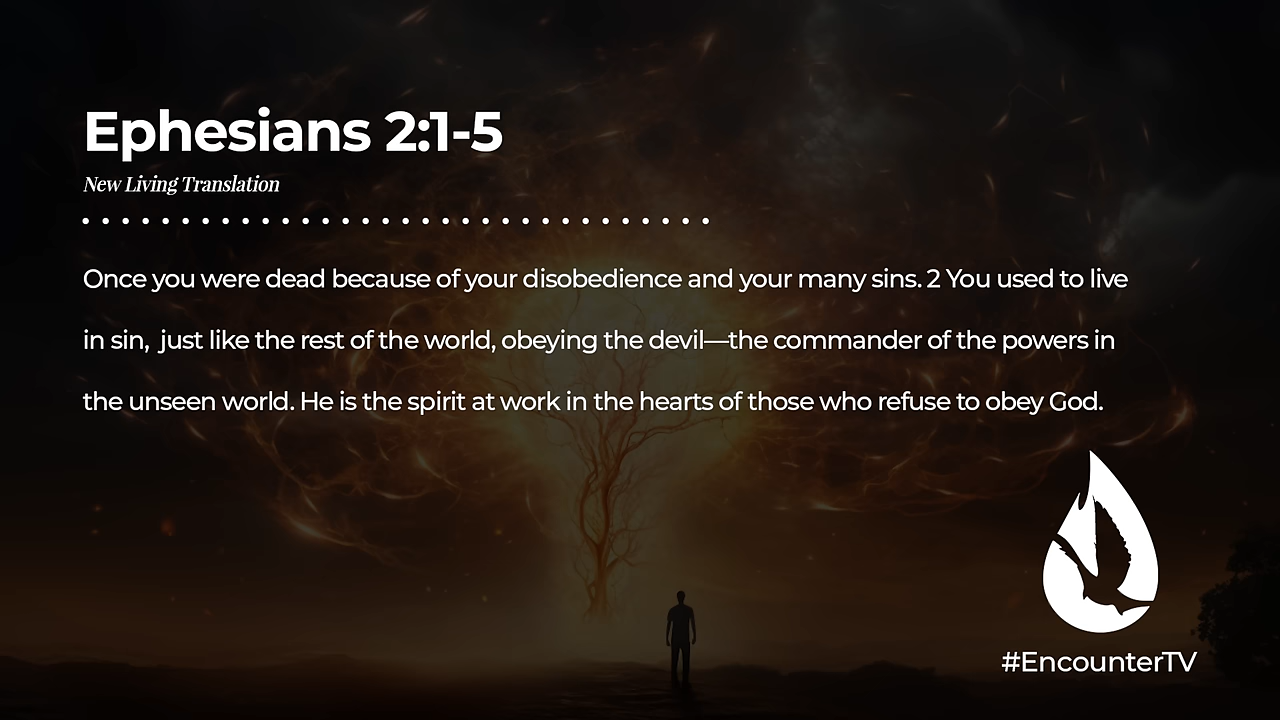 Ephesians 2:1-5
New Living Translation
Once you were dead because of your disobedience and your many sins. 2 You used to live
in sin,  just like the rest of the world, obeying the devil—the commander of the powers in
the unseen world. He is the spirit at work in the hearts of those who refuse to obey God.
#EncounterTV